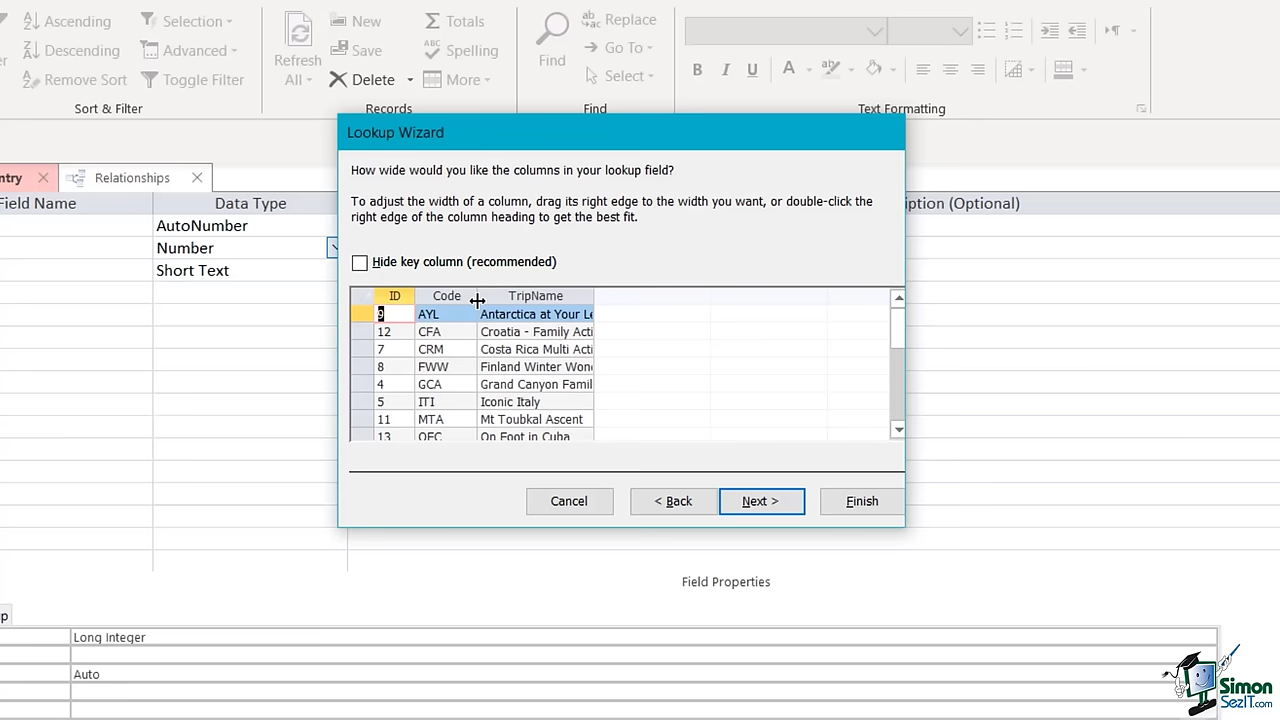 Ascending
Selection
New
Totals
Replace
Descending
Advanced
Refresh
All
Save
Spelling
Find
Go To
Remove Sort
Toggle Filter
Delete
More
Select
Sort & Filter
Records
Find
Text Formatting
Lookup Wizard
How wide would you like the columns in your lookup field?
To adjust the width of a column, drag its right edge to the width you want, or double-click the
right edge of the column heading to get the best fit.
Hide key column (recommended)
ID Code TripName
9 AYL Antarctica at Your Le
12 CFA Croatia - Family Acti
7 CRM Costa Rica Multi Acti
8 FWW Finland Winter Won
4 GCA Grand Canyon Famil
5 ITI Iconic Italy
11 MTA Mt Toubkal Ascent
13 OFC On Foot in Cuba
Cancel < Back Next > Finish
ntry Relationships
Field Name Data Type ription (Optional)
AutoNumber
Number
Short Text
Field Properties
p
Long Integer
Auto
Simon
SezIT.com